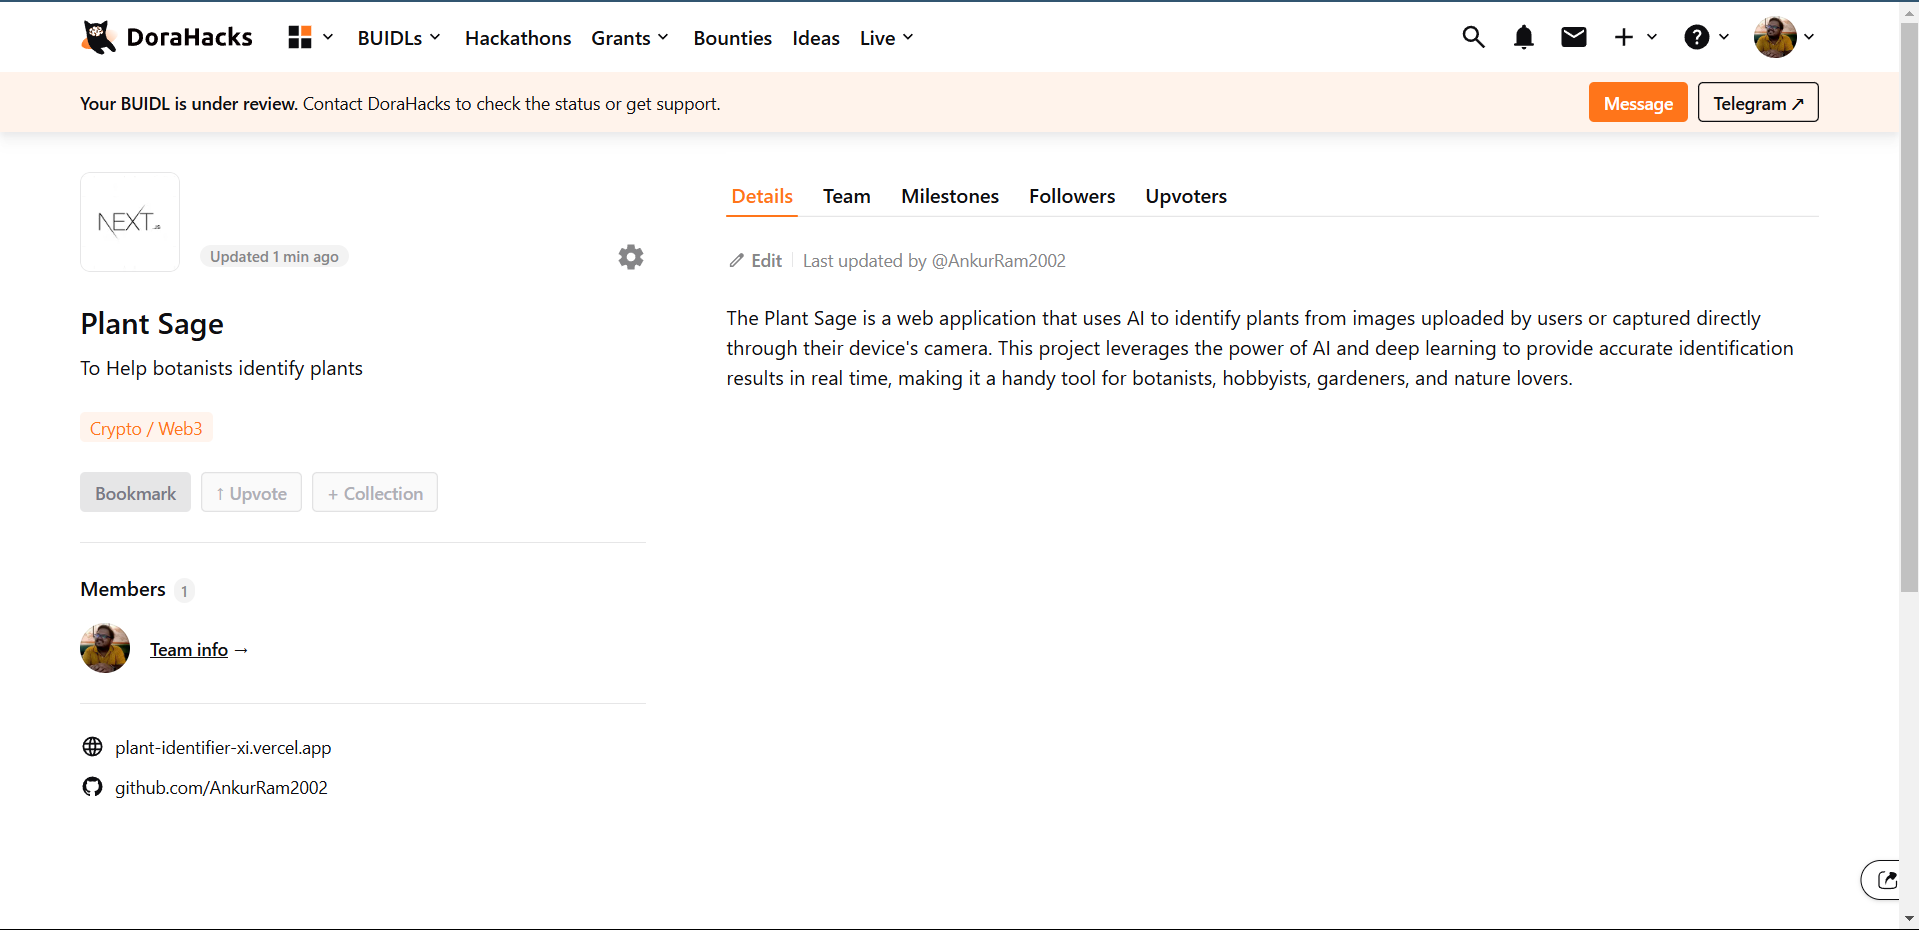 DoraHacks BUIDLs Hackathons Grants Bounties Ideas Live
Your BUIDL is under review. Contact DoraHacks to check the status or get support. Message Telegram ↗
NEXT.JS
Updated 1 min ago
Plant Sage
To Help botanists identify plants
Crypto / Web3
Bookmark ↑ Upvote + Collection
Members 1
Team info →
plant-identifier-xi.vercel.app
github.com/AnkurRam2002
Details Team Milestones Followers Upvoters
Edit Last updated by @AnkurRam2002
The Plant Sage is a web application that uses AI to identify plants from images uploaded by users or captured directly
through their device's camera. This project leverages the power of AI and deep learning to provide accurate identification
results in real time, making it a handy tool for botanists, hobbyists, gardeners, and nature lovers.